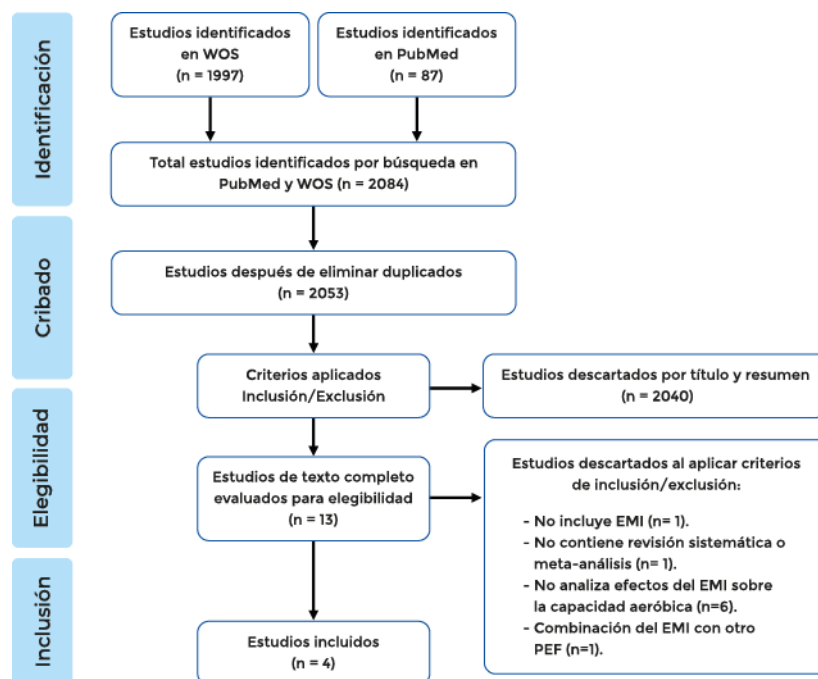 Identificación
Estudios identificados
en WOS
(n = 1997)
Estudios identificados
en PubMed
(n = 87)
Total estudios identificados por búsqueda en
PubMed y WOS (n = 2084)
Cribado
Estudios después de eliminar duplicados
(n = 2053)
Criterios aplicados
Inclusión/Exclusión
Estudios descartados por título y resumen
(n = 2040)
Elegibilidad
Estudios de texto completo
evaluados para elegibilidad
(n = 13)
Estudios descartados al aplicar criterios
de inclusión/exclusión:
- No incluye EMI (n= 1).
- No contiene revisión sistemática o
meta-análisis (n= 1).
- No analiza efectos del EMI sobre
la capacidad aeróbica (n=6).
- Combinación del EMI con otro
PEF (n=1).
Inclusión
Estudios incluidos
(n = 4)